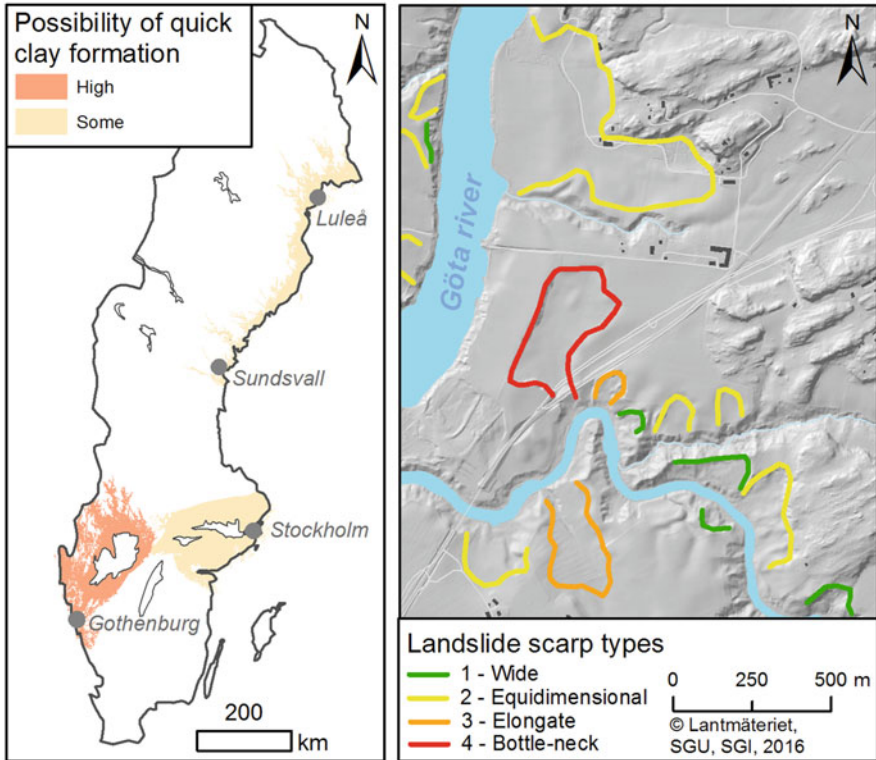 Possibility of quick
clay formation
High
Some
N
Luleå
Sundsvall
Stockholm
Gothenburg
200
km
N
Göta river
Landslide scarp types
1 - Wide
2 - Equidimensional
3 - Elongate
4 - Bottle-neck
0 250 500 m
© Lantmäteriet,
SGU, SGI, 2016